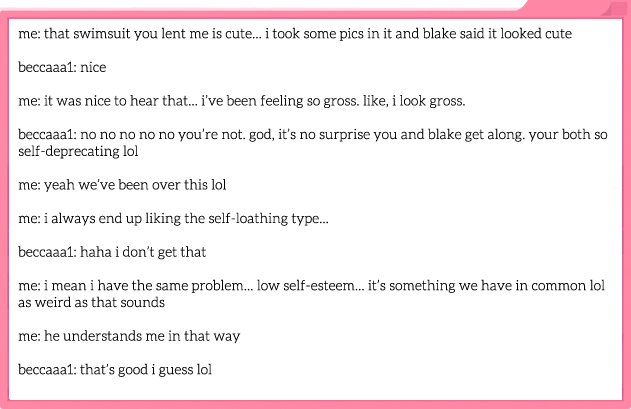 me: that swimsuit you lent me is cute... i took some pics in it and blake said it looked cute
beccaaa1: nice
me: it was nice to hear that... i've been feeling so gross. like, i look gross.
beccaaa1: no no no no no you're not. god, it's no surprise you and blake get along. your both so
self-deprecating lol
me: yeah we've been over this lol
me: i always end up liking the self-loathing type...
beccaaa1: haha i don't get that
me: i mean i have the same problem... low self-esteem... it's something we have in common lol
as weird as that sounds
me: he understands me in that way
beccaaa1: that's good i guess lol